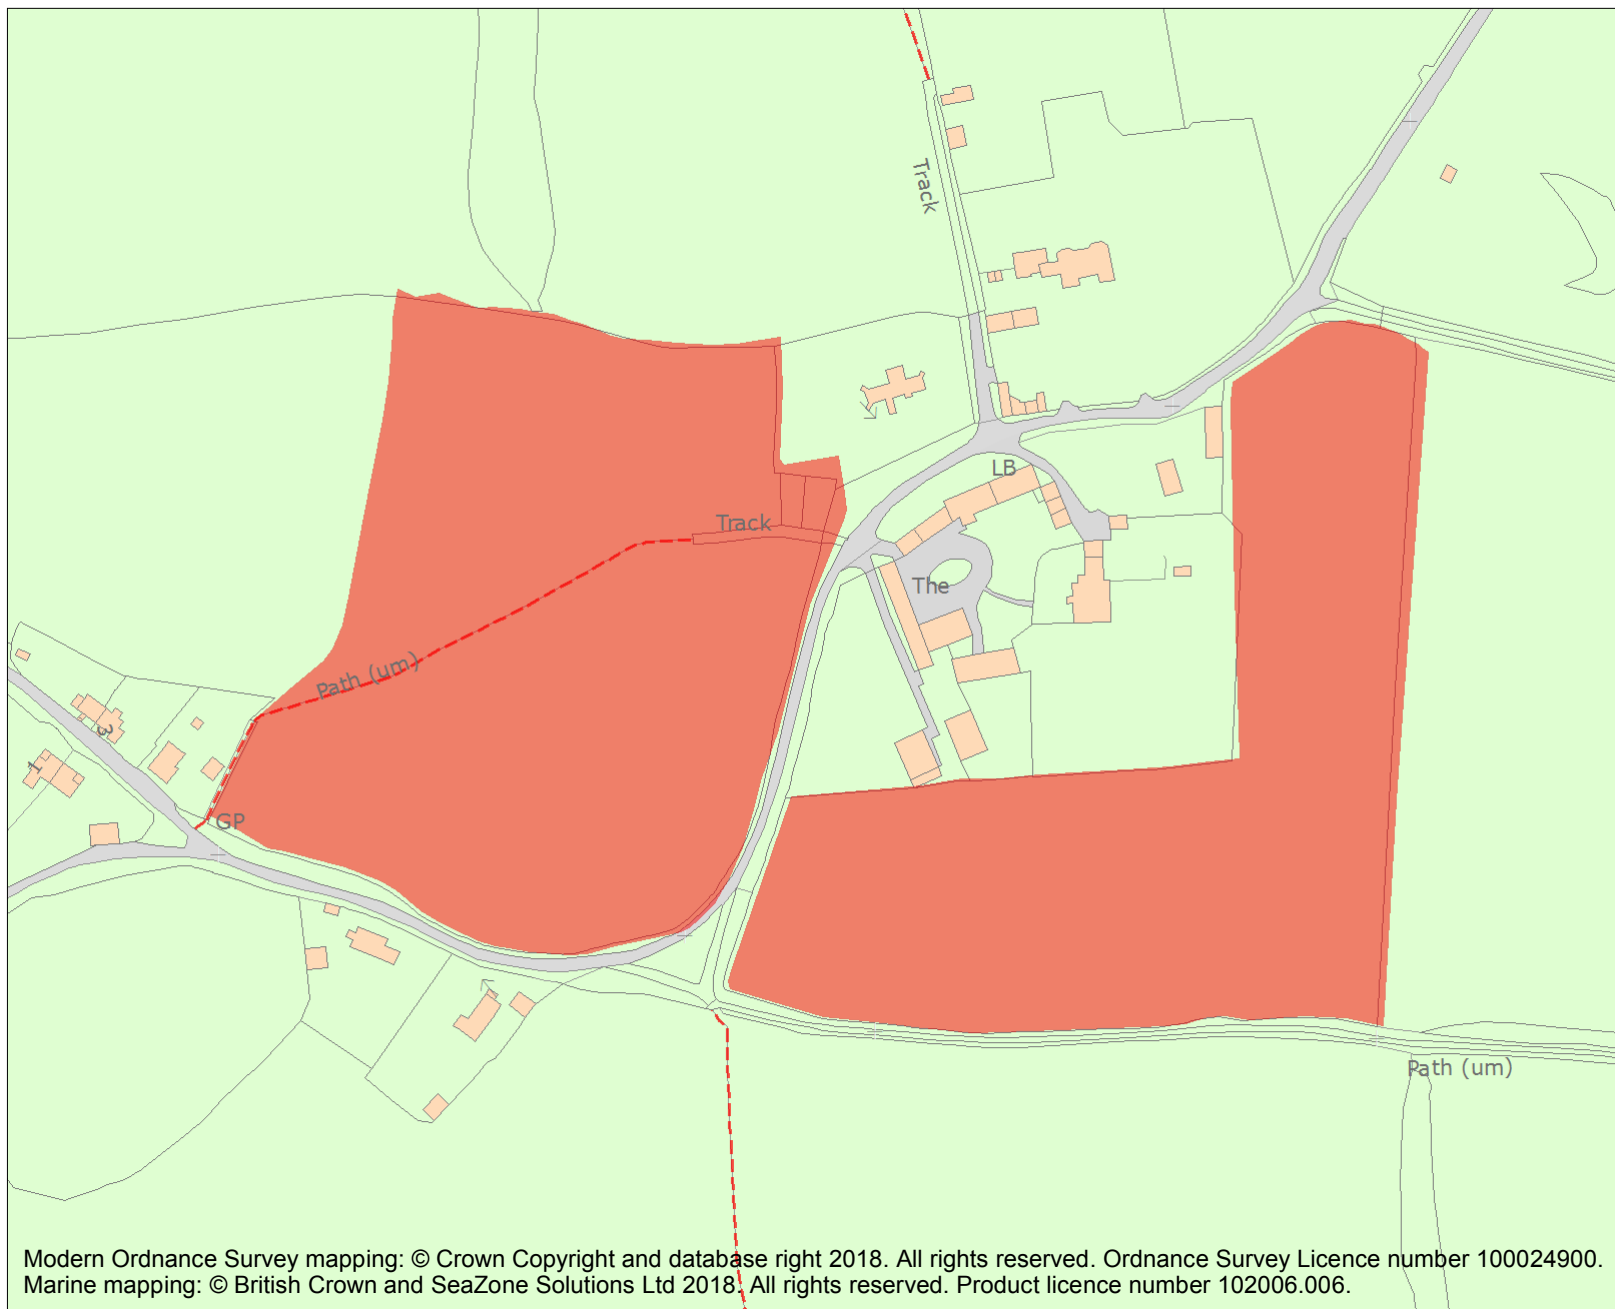 Track
LB
Track
The
Path (um)
3
1
GP
Path (um)
Modern Ordnance Survey mapping: © Crown Copyright and database right 2018. All rights reserved. Ordnance Survey Licence number 100024900.
Marine mapping: © British Crown and SeaZone Solutions Ltd 2018. All rights reserved. Product licence number 102006.006.